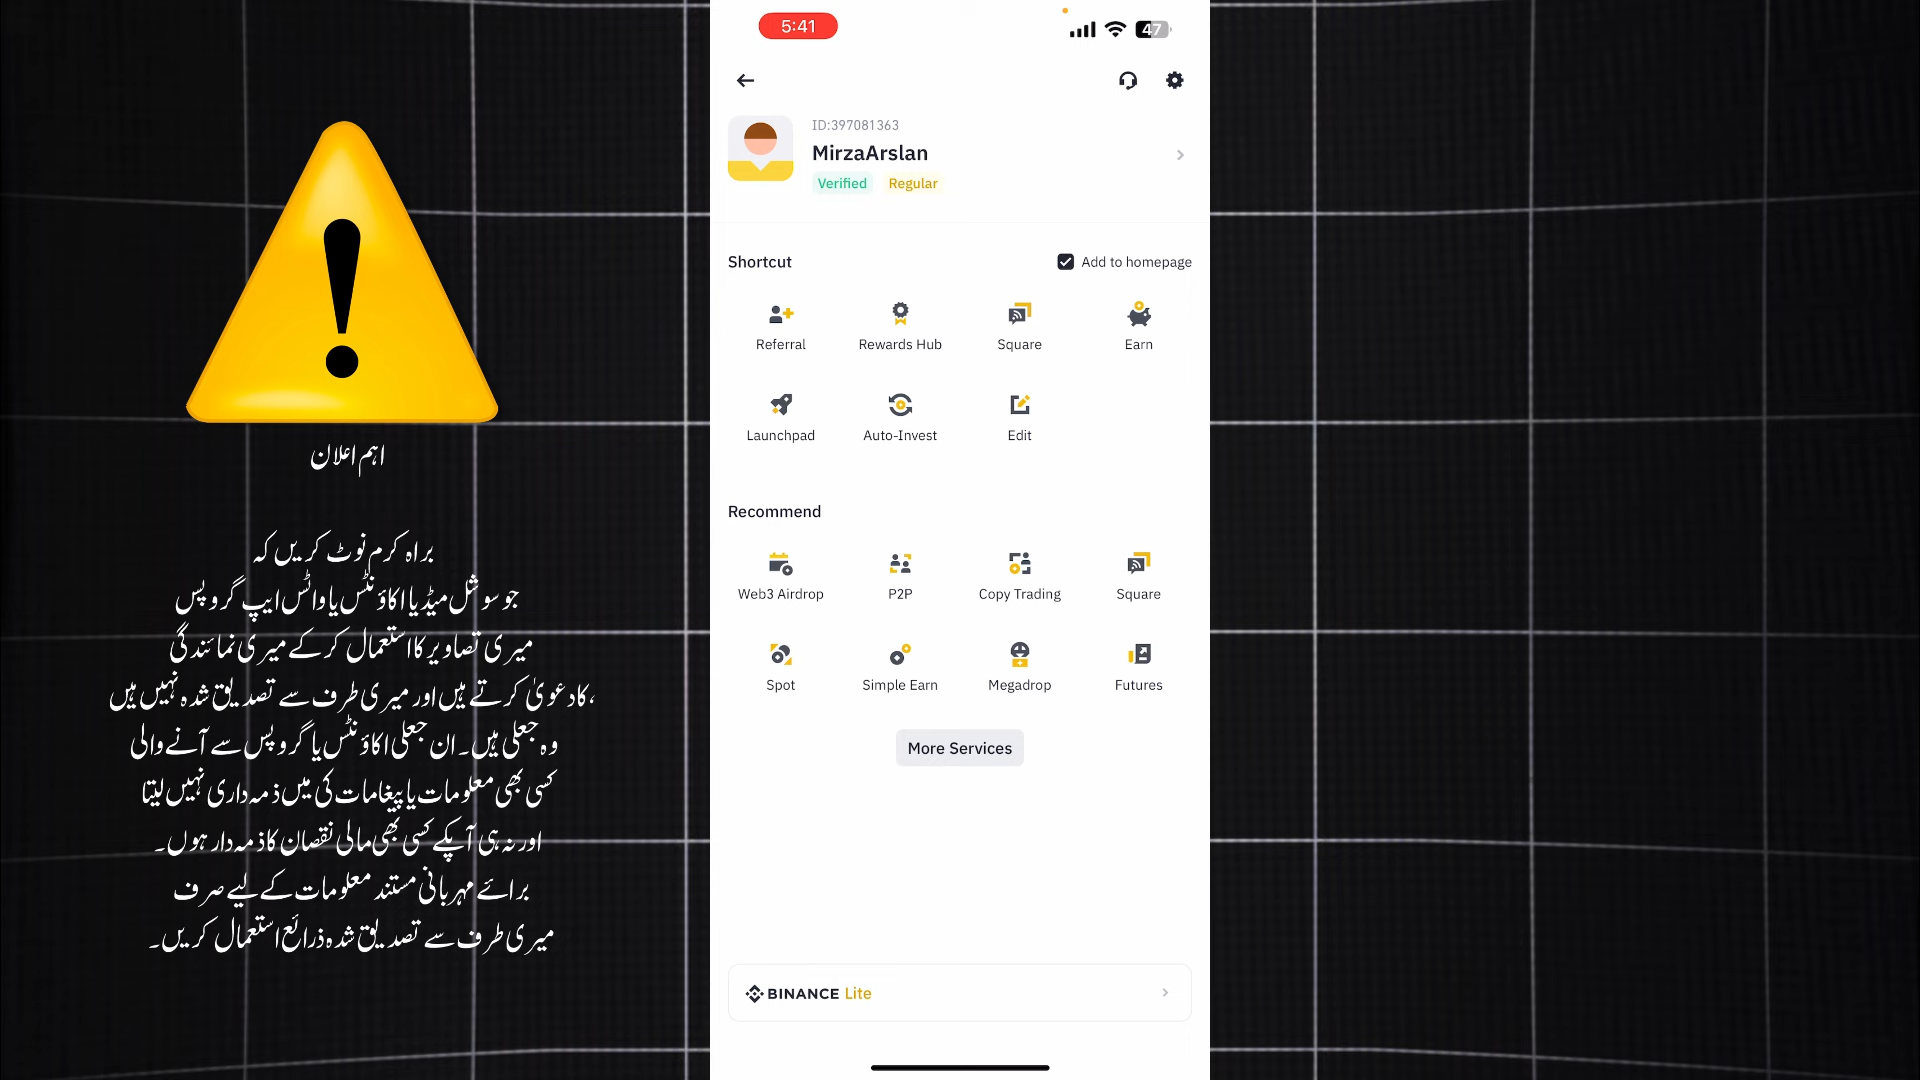 اہم اعلان
براہ کرم نوٹ کریں کہ
جو سوشل میڈیا اکاؤنٹس یا واٹس ایپ گروپس
میری تصاویر کا استعمال کر کے میری نمائندگی
کا دعویٰ کرتے ہیں اور میری طرف سے تصدیق شدہ نہیں ہیں،
وہ جعلی ہیں۔ ان جعلی اکاؤنٹس یا گروپس سے آنے والی
کسی بھی معلومات یا پیغامات کی میں ذمہ داری نہیں لیتا
اور نہ ہی آپکے کسی بھی مالی نقصان کا ذمہ دار ہوں۔
برائے مہربانی مستند معلومات کے لیے صرف
میری طرف سے تصدیق شدہ ذرائع استعمال کریں۔
5:41
47
ID:397081363
MirzaArslan
Verified Regular
Shortcut Add to homepage
Referral Rewards Hub Square Earn
Launchpad Auto-Invest Edit
Recommend
Web3 Airdrop P2P Copy Trading Square
Spot Simple Earn Megadrop Futures
More Services
BINANCE Lite